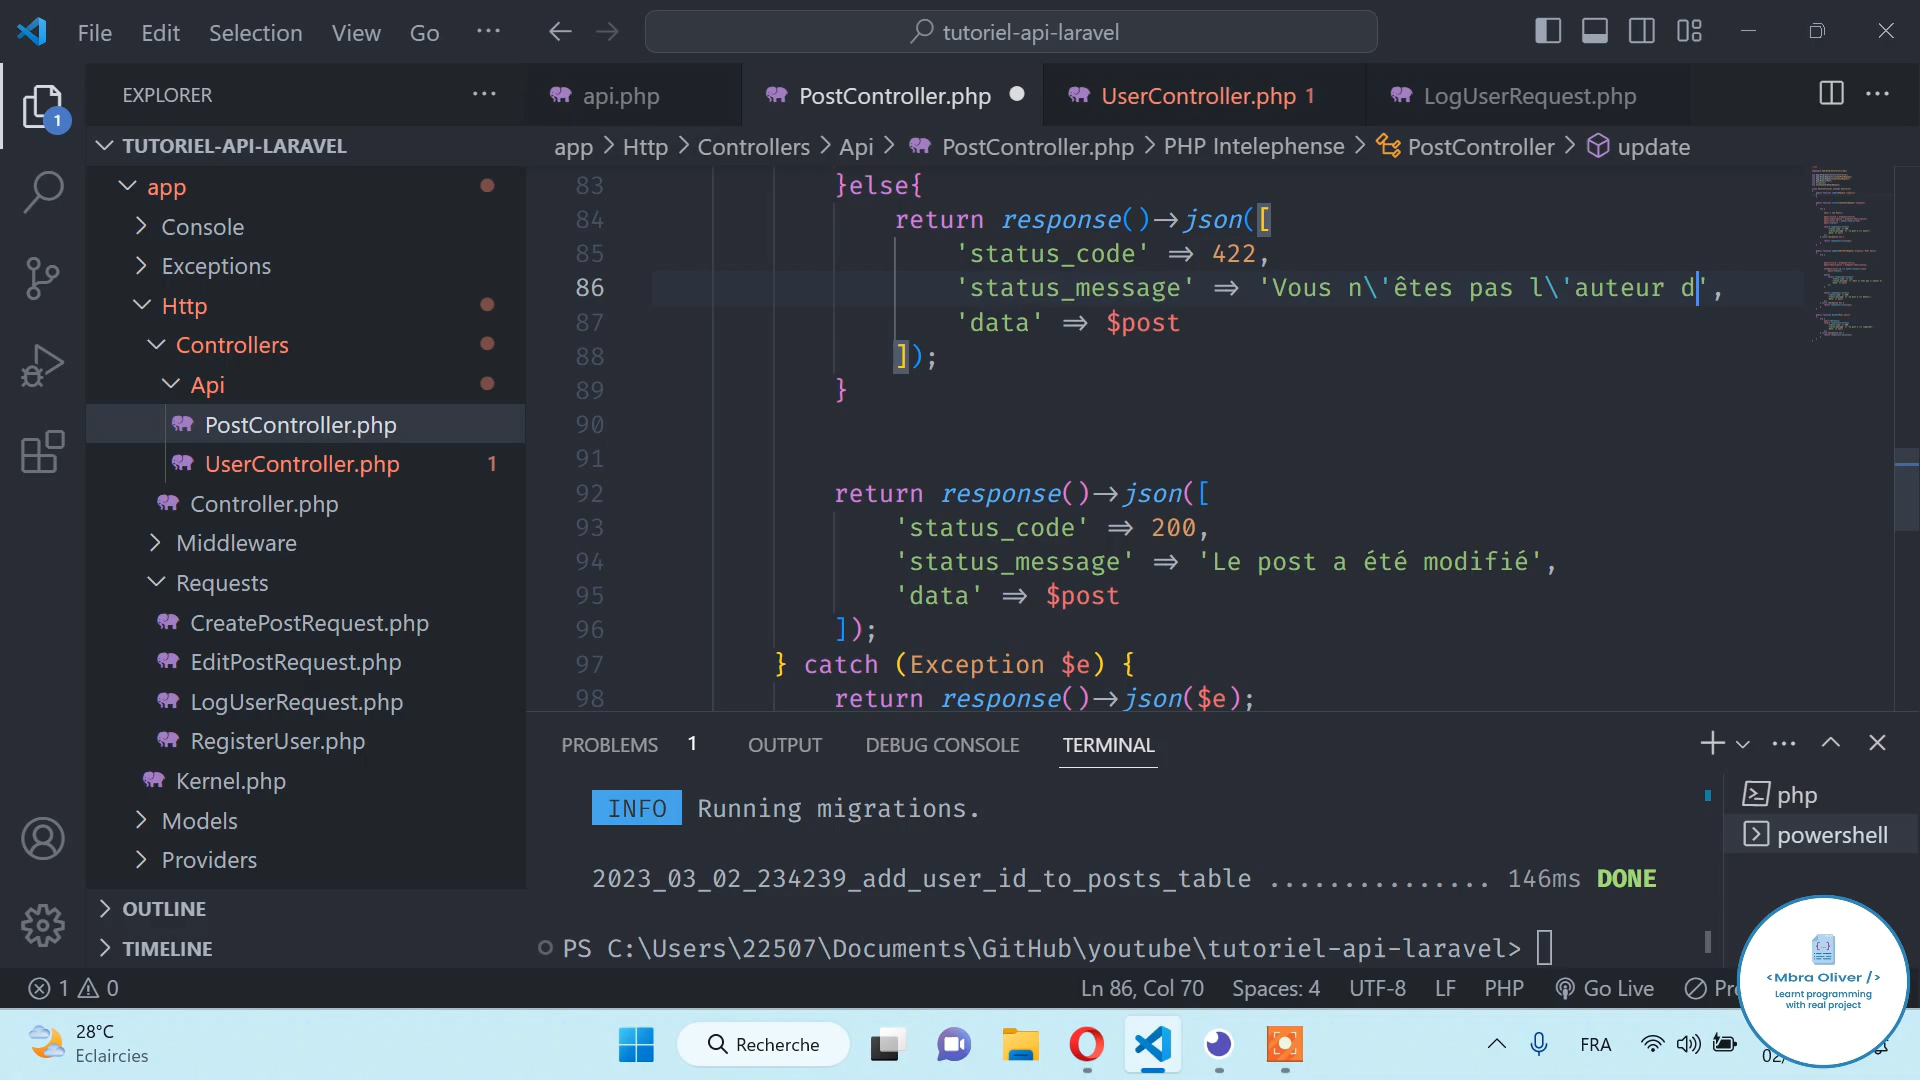 File Edit Selection View Go ··· tutoriel-api-laravel
EXPLORER ···
api.php PostController.php UserController.php 1 LogUserRequest.php ···
1
TUTORIEL-API-LARAVEL
app > Http > Controllers > Api > PostController.php > PHP Intelephense > PostController > update
app
Console
Exceptions
Http
Controllers
Api
PostController.php
UserController.php 1
Controller.php
Middleware
Requests
CreatePostRequest.php
EditPostRequest.php
LogUserRequest.php
RegisterUser.php
Kernel.php
Models
Providers
OUTLINE
TIMELINE
83 }else{
84 return response()->json([
85 'status_code' => 422,
86 'status_message' => 'Vous n\'êtes pas l\'auteur d',
87 'data' => $post
88 ]);
89 }
90
91
92 return response()->json([
93 'status_code' => 200,
94 'status_message' => 'Le post a été modifié',
95 'data' => $post
96 ]);
97 } catch (Exception $e) {
98 return response()->json($e);
PROBLEMS 1 OUTPUT DEBUG CONSOLE TERMINAL ···
INFO Running migrations.
2023_03_02_234239_add_user_id_to_posts_table ............... 146ms DONE
PS C:\Users\22507\Documents\GitHub\youtube\tutoriel-api-laravel>
php
powershell
1 0 Ln 86, Col 70 Spaces: 4 UTF-8 LF PHP Go Live
{...}
<Mbra Oliver />
Learnt programming
with real project
28°C
Eclaircies
Recherche
FRA
02/